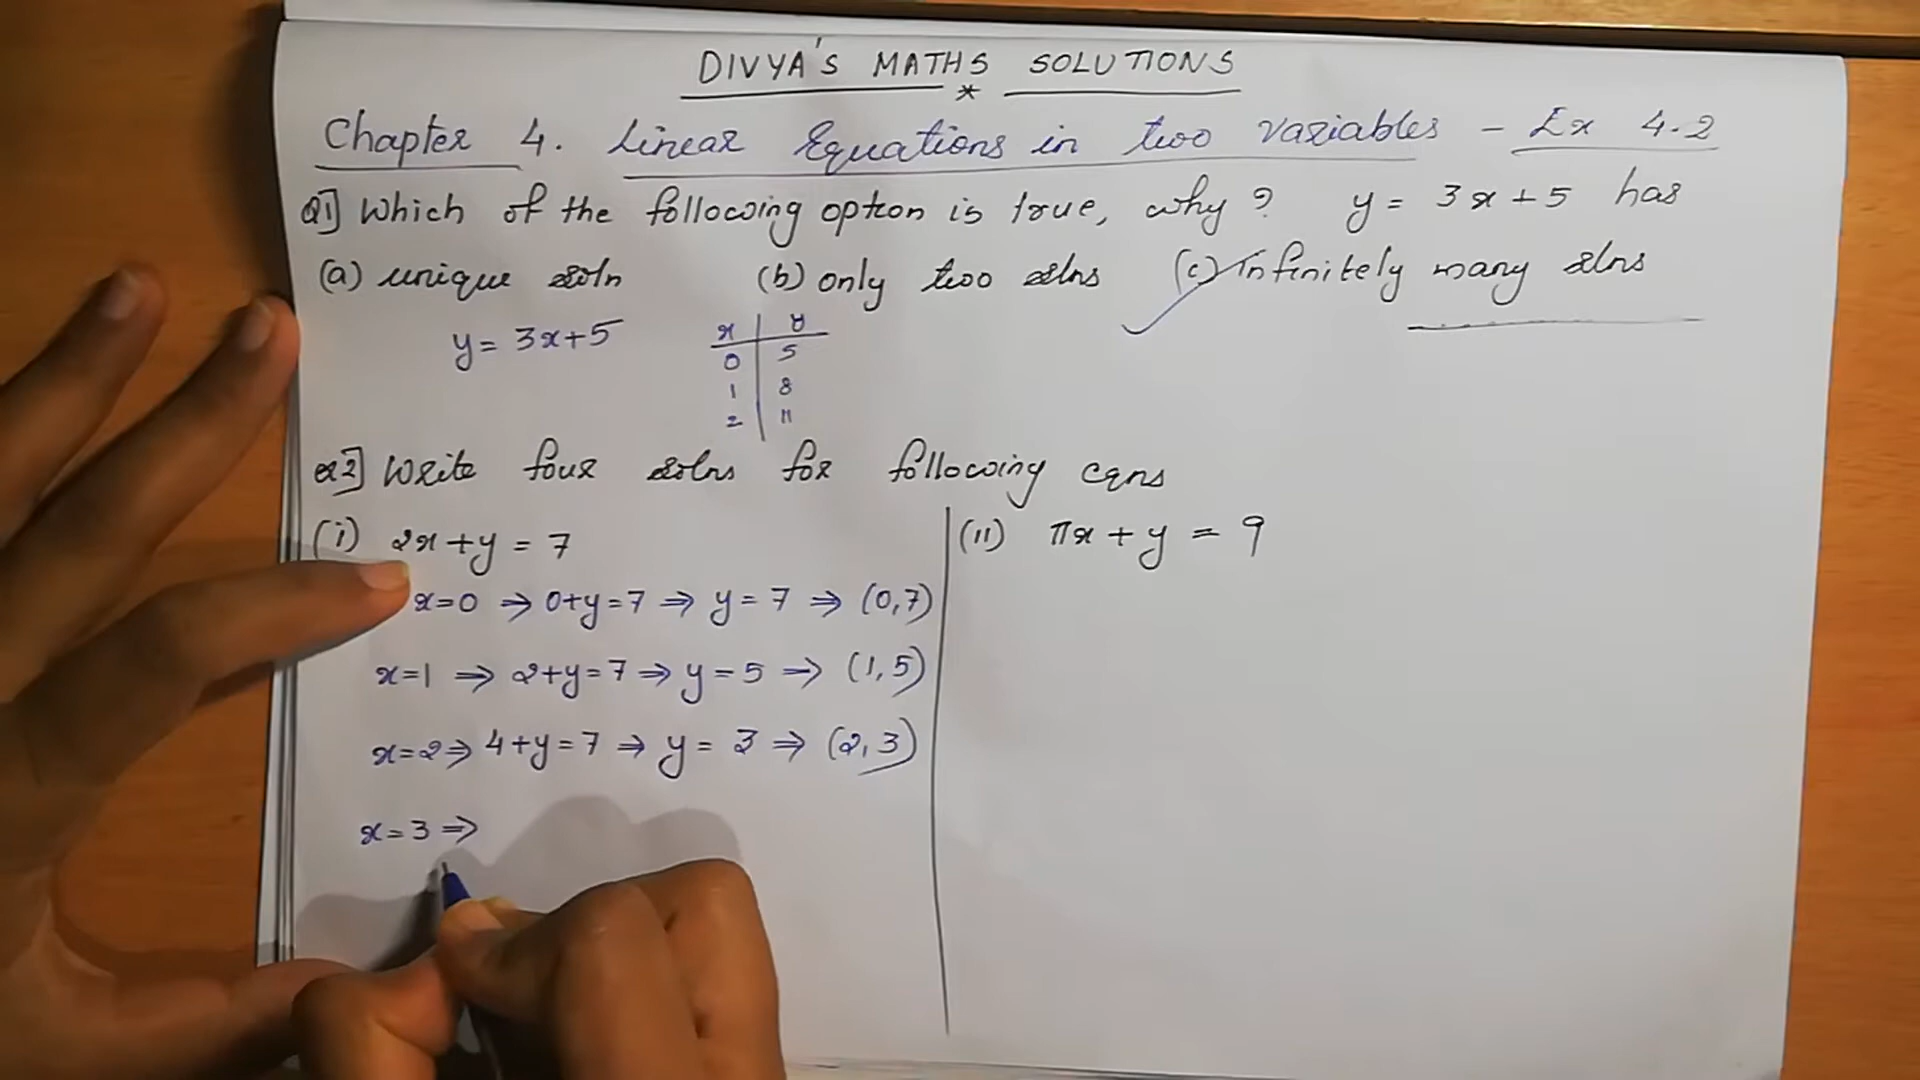 DIVYA'S MATHS SOLUTIONS
*
Chapter 4. Linear Equations in two variables - Ex 4.2
Q1] Which of the following option is true, why? y = 3x+5 has
(a) unique soln (b) only two slns (c) infinitely many slns
y = 3x+5
x y
0 5
1 8
2 11
Q2] Write four solns for following eqns
(i) 2x+y = 7
x=0 ⇒ 0+y=7 ⇒ y = 7 ⇒ (0,7)
x=1 ⇒ 2+y=7 ⇒ y = 5 ⇒ (1,5)
x=2 ⇒ 4+y=7 ⇒ y = 3 ⇒ (2,3)
x=3 ⇒
(ii) πx + y = 9